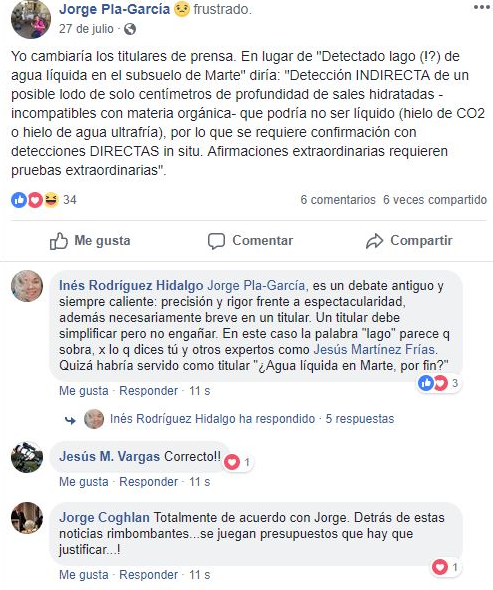 Jorge Pla-García 😟 frustrado.
27 de julio ·
Yo cambiaría los titulares de prensa. En lugar de "Detectado lago (!?) de
agua líquida en el subsuelo de Marte" diría: "Detección INDIRECTA de un
posible lodo de solo centímetros de profundidad de sales hidratadas -
incompatibles con materia orgánica- que podría no ser líquido (hielo de CO2
o hielo de agua ultrafría), por lo que se requiere confirmación con
detecciones DIRECTAS in situ. Afirmaciones extraordinarias requieren
pruebas extraordinarias".
34
6 comentarios 6 veces compartido
Me gusta Comentar Compartir
Inés Rodríguez Hidalgo Jorge Pla-García, es un debate antiguo y
siempre caliente: precisión y rigor frente a espectacularidad,
además necesariamente breve en un titular. Un titular debe
simplificar pero no engañar. En este caso la palabra "lago" parece q
sobra, x lo q dices tú y otros expertos como Jesús Martínez Frías.
Quizá habría servido como titular "¿Agua líquida en Marte, por fin?"
3
Me gusta · Responder · 11 s
Inés Rodríguez Hidalgo ha respondido · 5 respuestas
Jesús M. Vargas Correcto!!
1
Me gusta · Responder · 11 s
Jorge Coghlan Totalmente de acuerdo con Jorge. Detrás de estas
noticias rimbombantes...se juegan presupuestos que hay que
justificar...!
1
Me gusta · Responder · 11 s